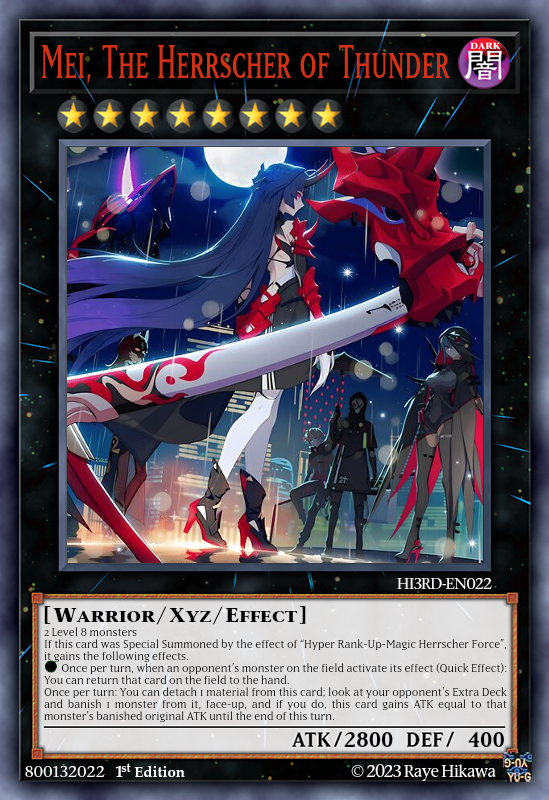 Mei, The Herrscher of Thunder
DARK
闇
HI3RD-EN022
[Warrior/Xyz/Effect]
2 Level 8 monsters
If this card was Special Summoned by the effect of "Hyper Rank-Up-Magic Herrscher Force",
it gains the following effects.
● Once per turn, when an opponent's monster on the field activate its effect (Quick Effect):
You can return that card on the field to the hand.
Once per turn: You can detach 1 material from this card; look at your opponent's Extra Deck
and banish 1 monster from it, face-up, and if you do, this card gains ATK equal to that
monster's banished original ATK until the end of this turn.
ATK/2800 DEF/ 400
800132022 1st Edition ©2023 Raye Hikawa
YU-G